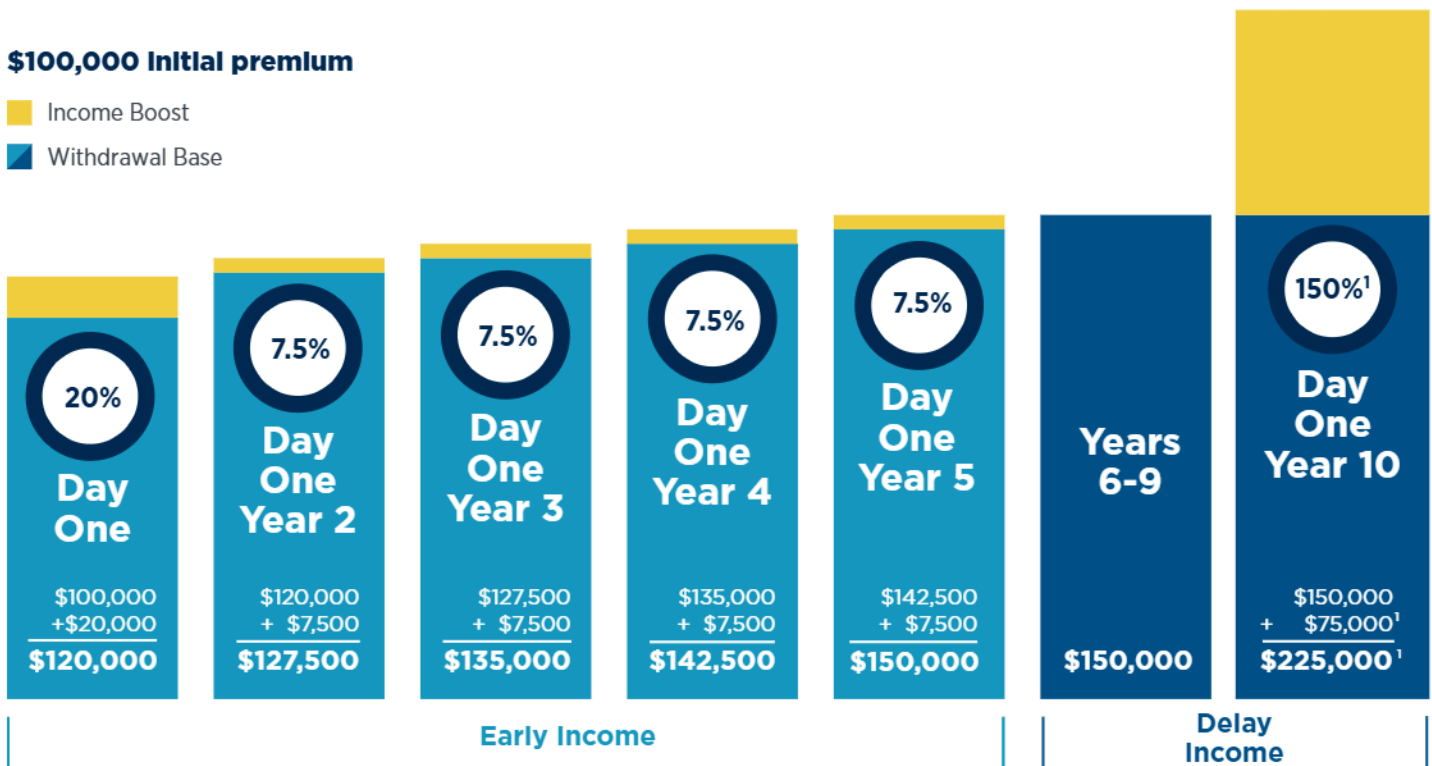 $100,000 Initial premium
Income Boost
Withdrawal Base
20%
Day
One
$100,000
+$20,000
$120,000
7.5%
Day
One
Year 2
$120,000
+ $7,500
$127,500
7.5%
Day
One
Year 3
$127,500
+ $7,500
$135,000
7.5%
Day
One
Year 4
$135,000
+ $7,500
$142,500
7.5%
Day
One
Year 5
$142,500
+ $7,500
$150,000
Years
6-9
$150,000
150%¹
Day
One
Year 10
$150,000
+ $75,000¹
$225,000¹
Early Income
Delay
Income